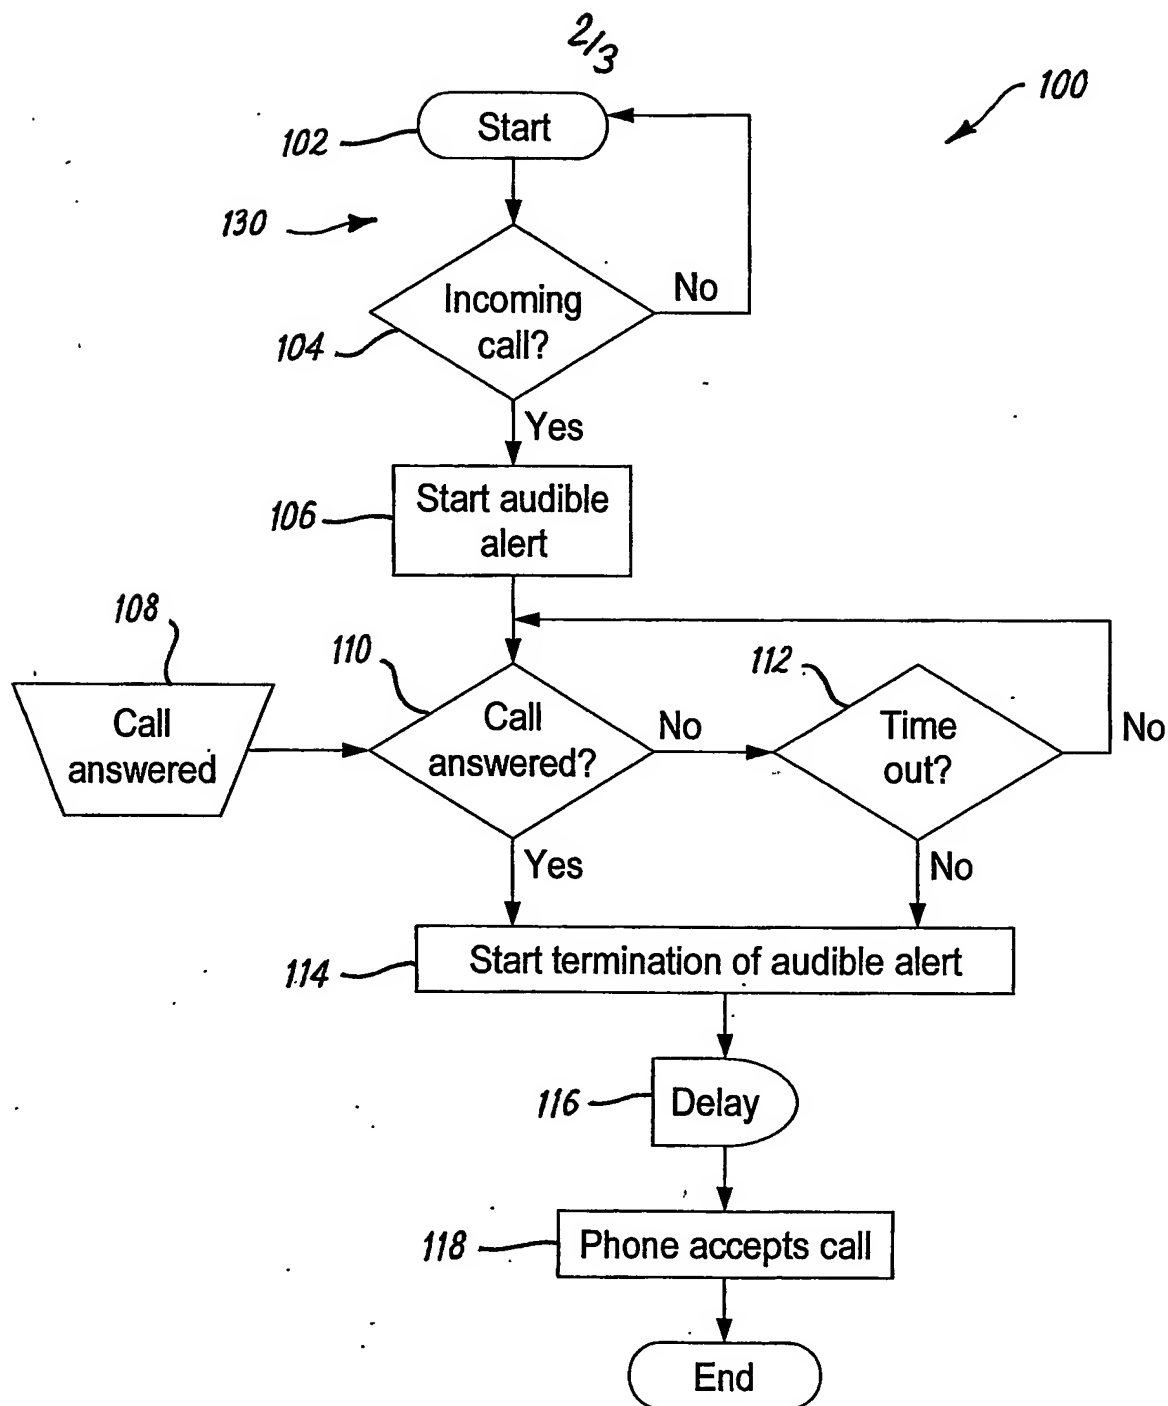 2/3
100
Start
102
130
Incoming
call?
No
104
Yes
Start audible
alert
106
108
110
112
Call
answered
Call
answered?
No
Time
out?
No
Yes
No
Start termination of audible alert
114
Delay
116
Phone accepts call
118
End